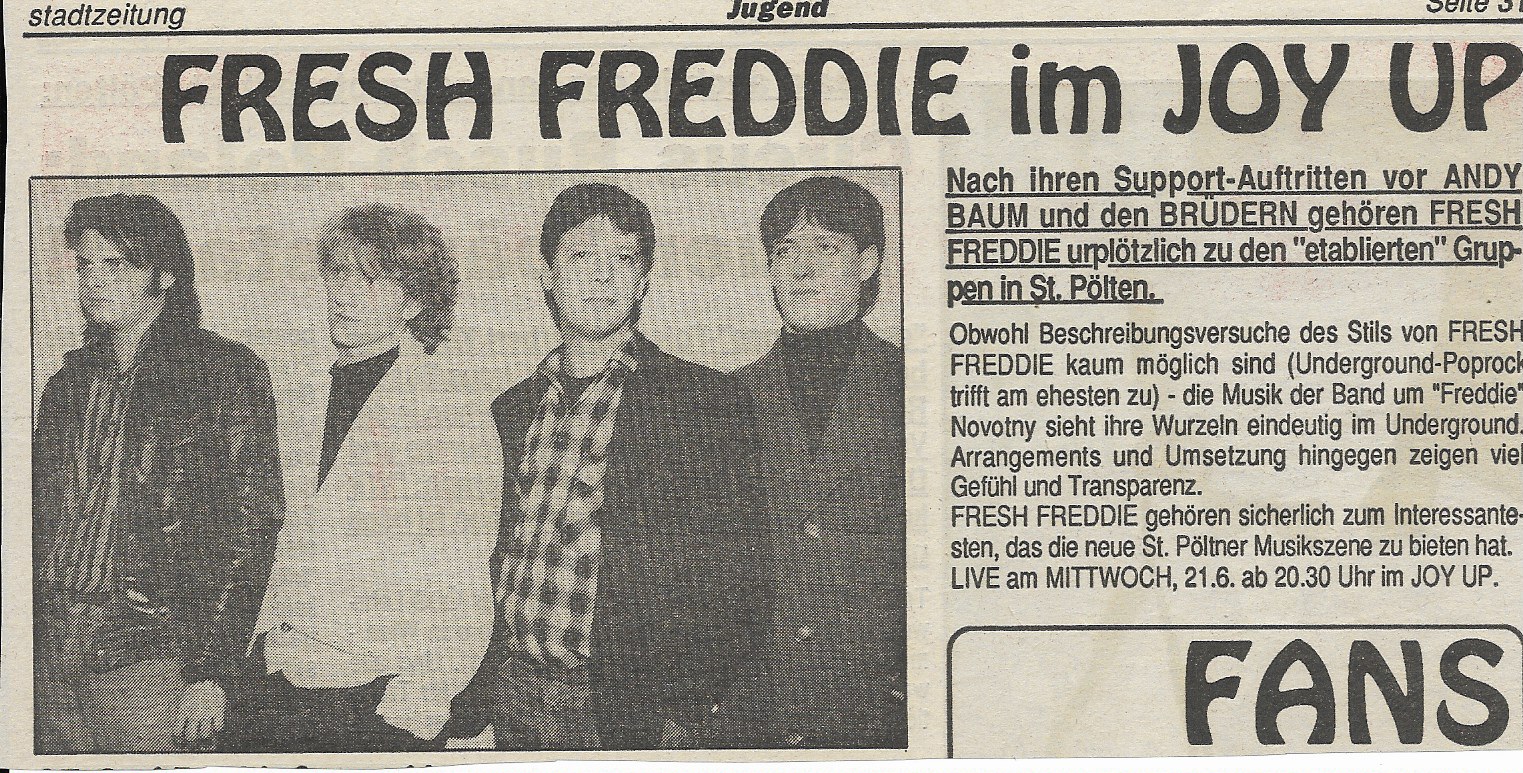 stadtzeitung
Jugend
Seite 31
FRESH FREDDIE im JOY UP
Nach ihren Support-Auftritten vor ANDY
BAUM und den BRÜDERN gehören FRESH
FREDDIE urplötzlich zu den "etablierten" Grup-
pen in St. Pölten.
Obwohl Beschreibungsversuche des Stils von FRESH
FREDDIE kaum möglich sind (Underground-Poprock
trifft am ehesten zu) - die Musik der Band um "Freddie"
Novotny sieht ihre Wurzeln eindeutig im Underground.
Arrangements und Umsetzung hingegen zeigen viel
Gefühl und Transparenz.
FRESH FREDDIE gehören sicherlich zum Interessante-
sten, das die neue St. Pöltner Musikszene zu bieten hat.
LIVE am MITTWOCH, 21.6. ab 20.30 Uhr im JOY UP.
FANS